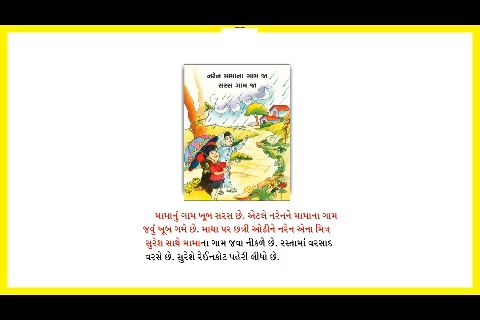 નરેન મામાના ગામ જા
સરસ ગામ જા
મામાનું ગામ ખૂબ સરસ છે. એટલે નરેનને મામાના ગામ
જવું ખૂબ ગમે છે. માથા પર છત્રી ઓઢીને નરેન એના મિત્ર
સુરેશ સાથે મામાના ગામ જવા નીકળે છે. રસ્તામાં વરસાદ
વરસે છે. સુરેશે રેઈનકોટ પહેરી લીધો છે.